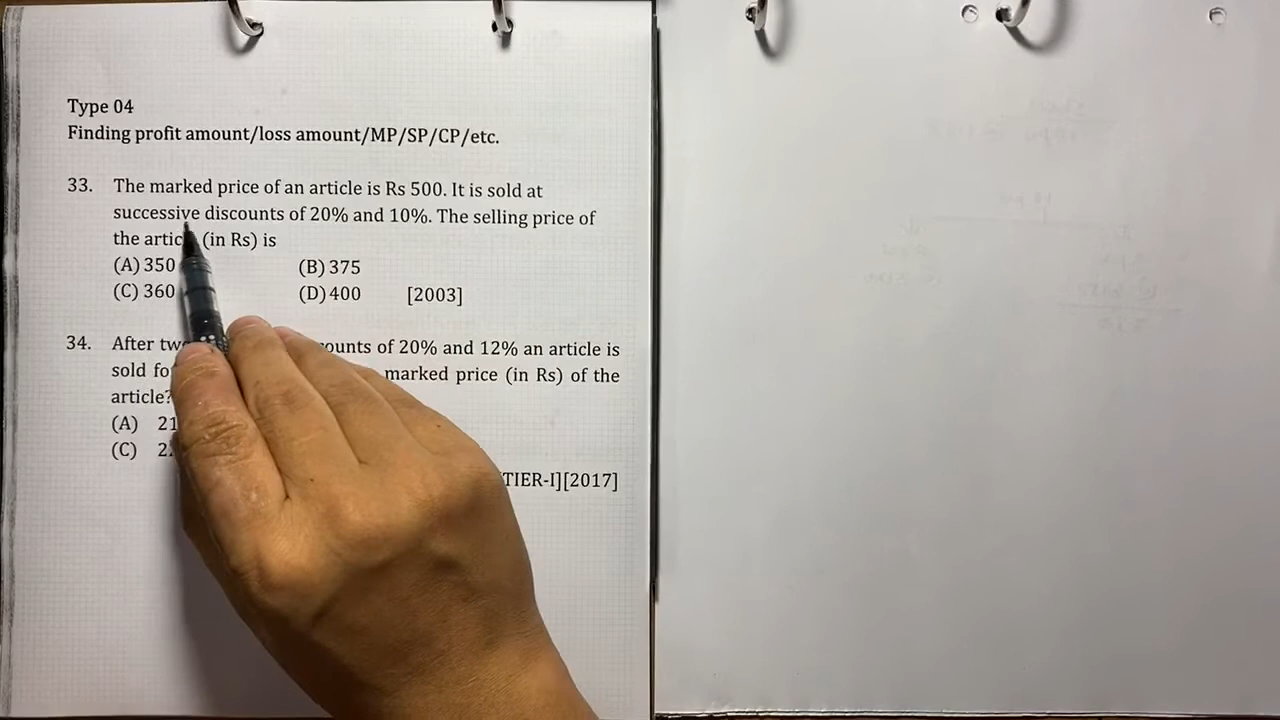 Type 04
Finding profit amount/loss amount/MP/SP/CP/etc.
33. The marked price of an article is Rs 500. It is sold at
successive discounts of 20% and 10%. The selling price of
the (in Rs) is
(A) 350 (B) 375
(C) 360 (D) 400 [2003]
34. After of 20% and 12% an article is
sold marked price (in Rs) of the
article?
(A)
(C)
TIER-I][2017]